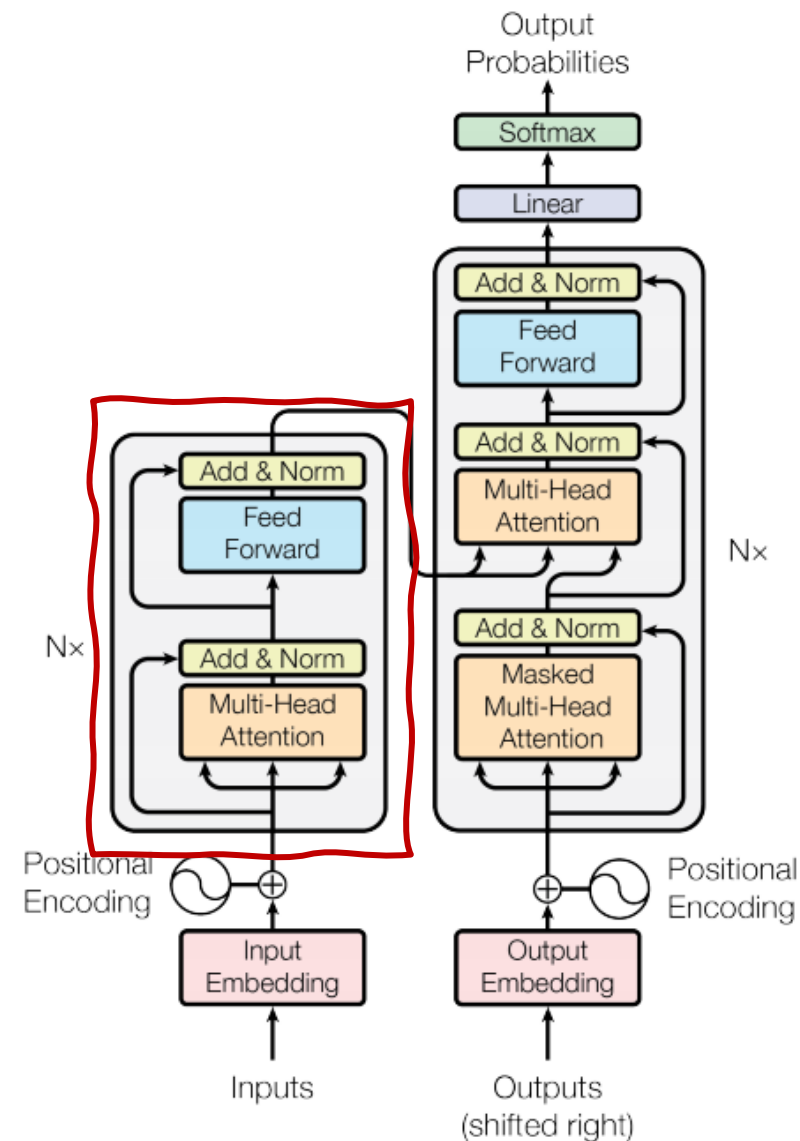 Output
Probabilities
Softmax
Linear
Add & Norm
Feed
Forward
Add & Norm
Multi-Head
Attention
Add & Norm
Masked
Multi-Head
Attention
N×
Add & Norm
Feed
Forward
Add & Norm
Multi-Head
Attention
N×
Positional
Encoding
Positional
Encoding
Input
Embedding
Output
Embedding
Inputs
Outputs
(shifted right)